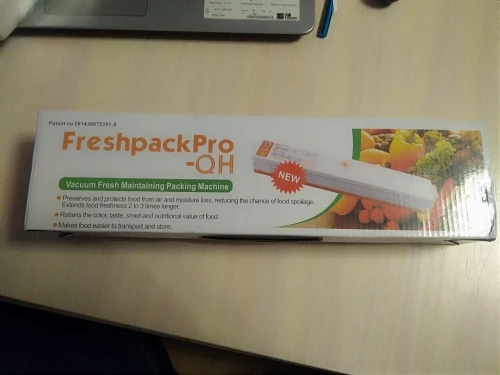 Patent no 201430075351.X
FreshpackPro
-QH
Vacuum Fresh Maintaining Packing Machine
NEW
Preserves and protects food from air and moisture loss, reducing the chance of food spoilage.
Extends food freshness 2 to 3 times longer.
Retains the color, taste, smell and nutritional value of food.
Makes food easier to transport and store.